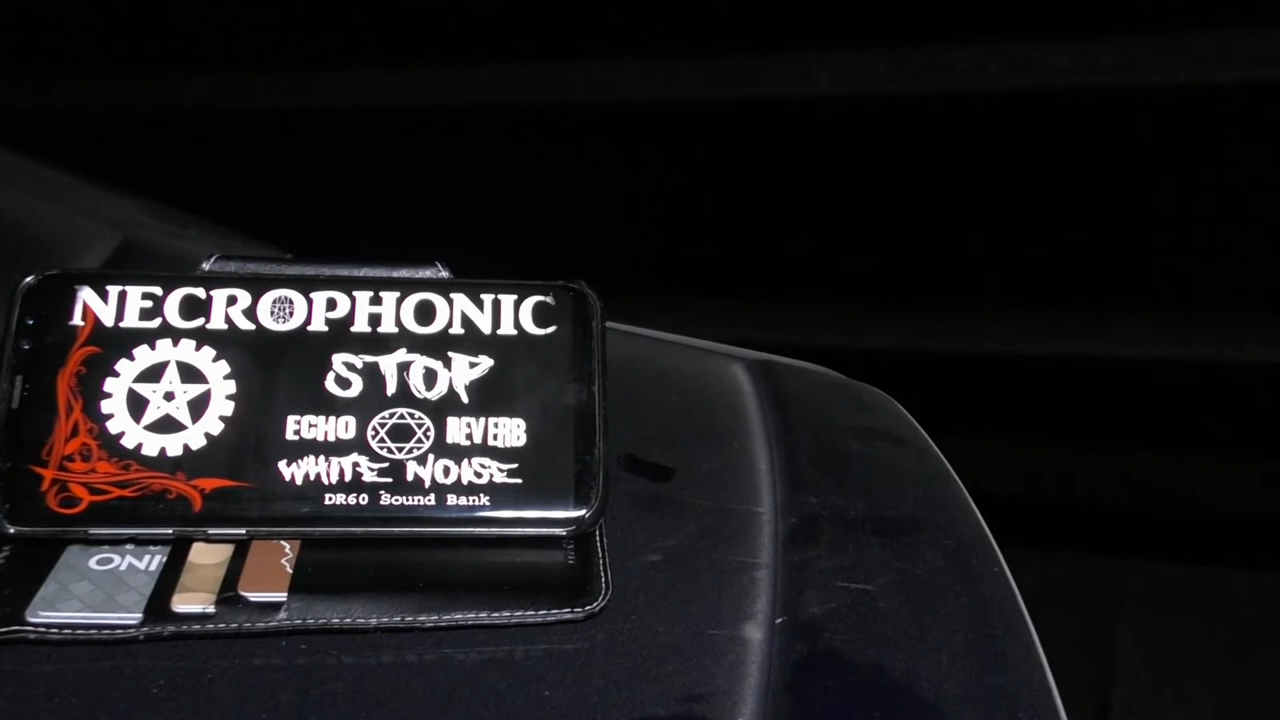 NECROPHONIC
STOP
ECHO REVERB
WHITE NOISE
DR60 Sound Bank